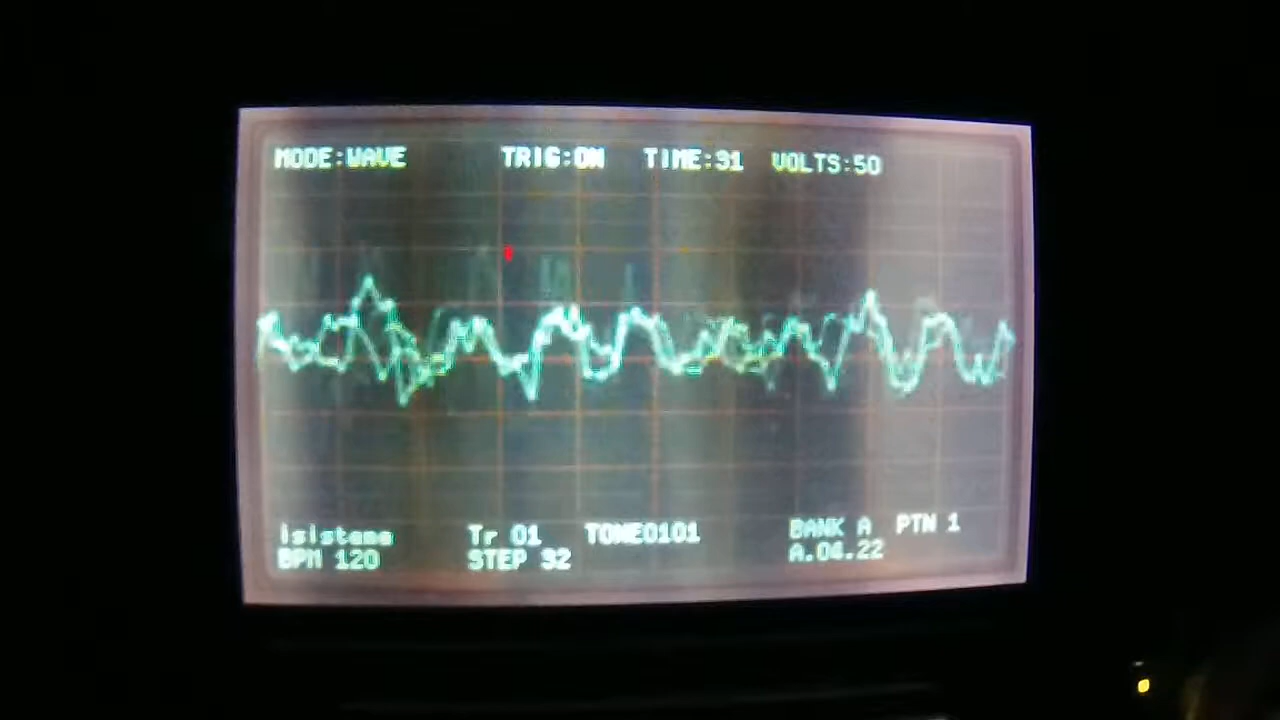 MODE:WAVE TRIG:ON TIME:31 VOLTS:50
isistema Tr 01 TONE0101 BANK A PTN 1
BPM 120 STEP 32 A.04.22